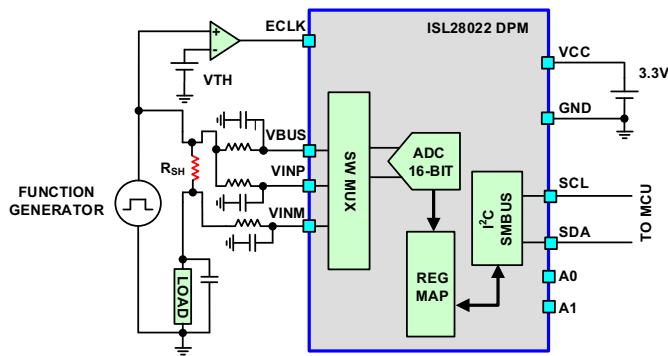 ECLK
ISL28022 DPM
+
-
VCC
VTH
3.3V
GND
VBUS
SW MUX
ADC
16-BIT
R_SH
VINP
FUNCTION
GENERATOR
VINM
I²C
SMBUS
SCL
SDA
TO MCU
LOAD
REG
MAP
A0
A1